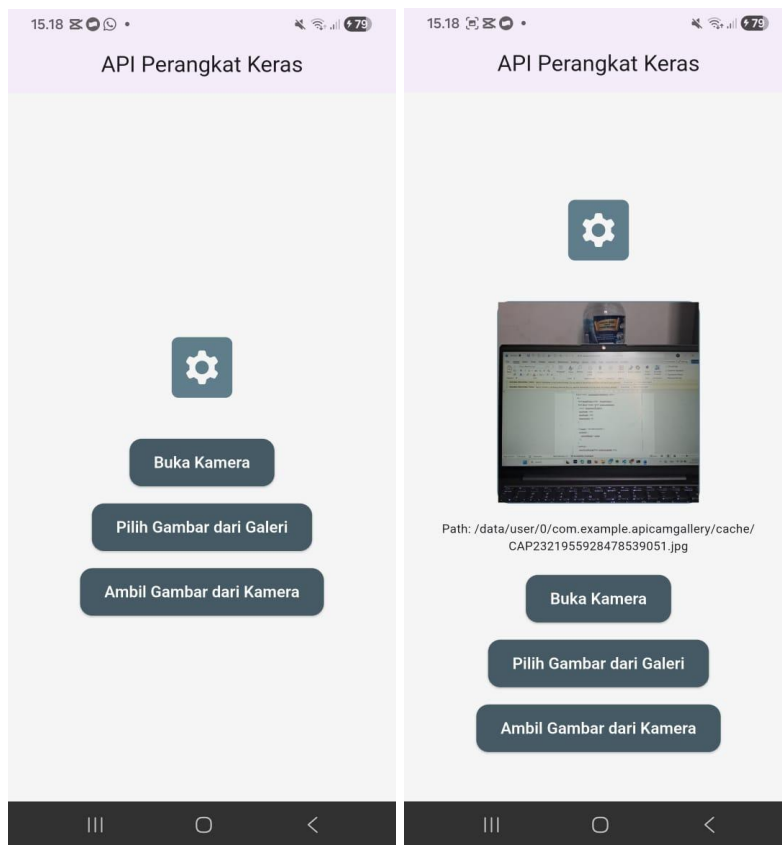 15.18
79
API Perangkat Keras
Buka Kamera
Pilih Gambar dari Galeri
Ambil Gambar dari Kamera
15.18
79
API Perangkat Keras
Path: /data/user/0/com.example.apicamgallery/cache/
CAP2321955928478539051.jpg
Buka Kamera
Pilih Gambar dari Galeri
Ambil Gambar dari Kamera